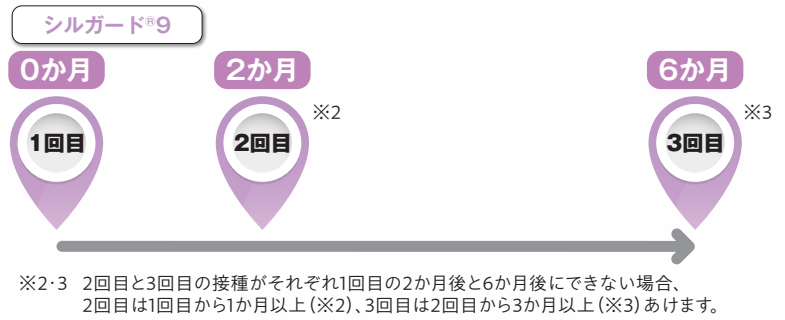 シルガード®9
0か月 2か月 6か月
1回目 2回目 ※2 3回目 ※3
※2・3 2回目と3回目の接種がそれぞれ1回目の2か月後と6か月後にできない場合、
2回目は1回目から1か月以上(※2)、3回目は2回目から3か月以上(※3)あけます。